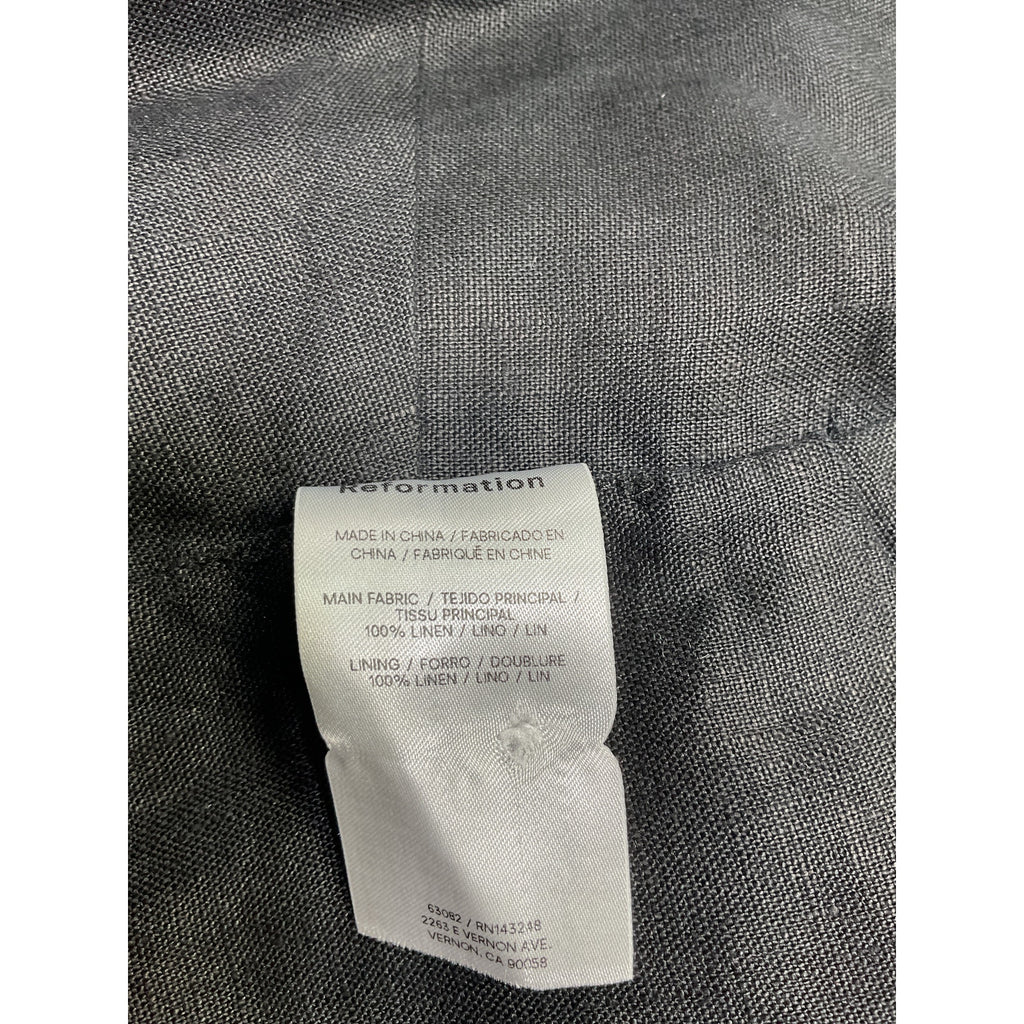 Reformation
MADE IN CHINA / FABRICADO EN
CHINA / FABRIQUÉ EN CHINE
MAIN FABRIC / TEJIDO PRINCIPAL /
TISSU PRINCIPAL
100% LINEN / LINO / LIN
LINING / FORRO / DOUBLURE
100% LINEN / LINO / LIN
63082 / RN143248
2263 E VERNON AVE.
VERNON, CA 90058